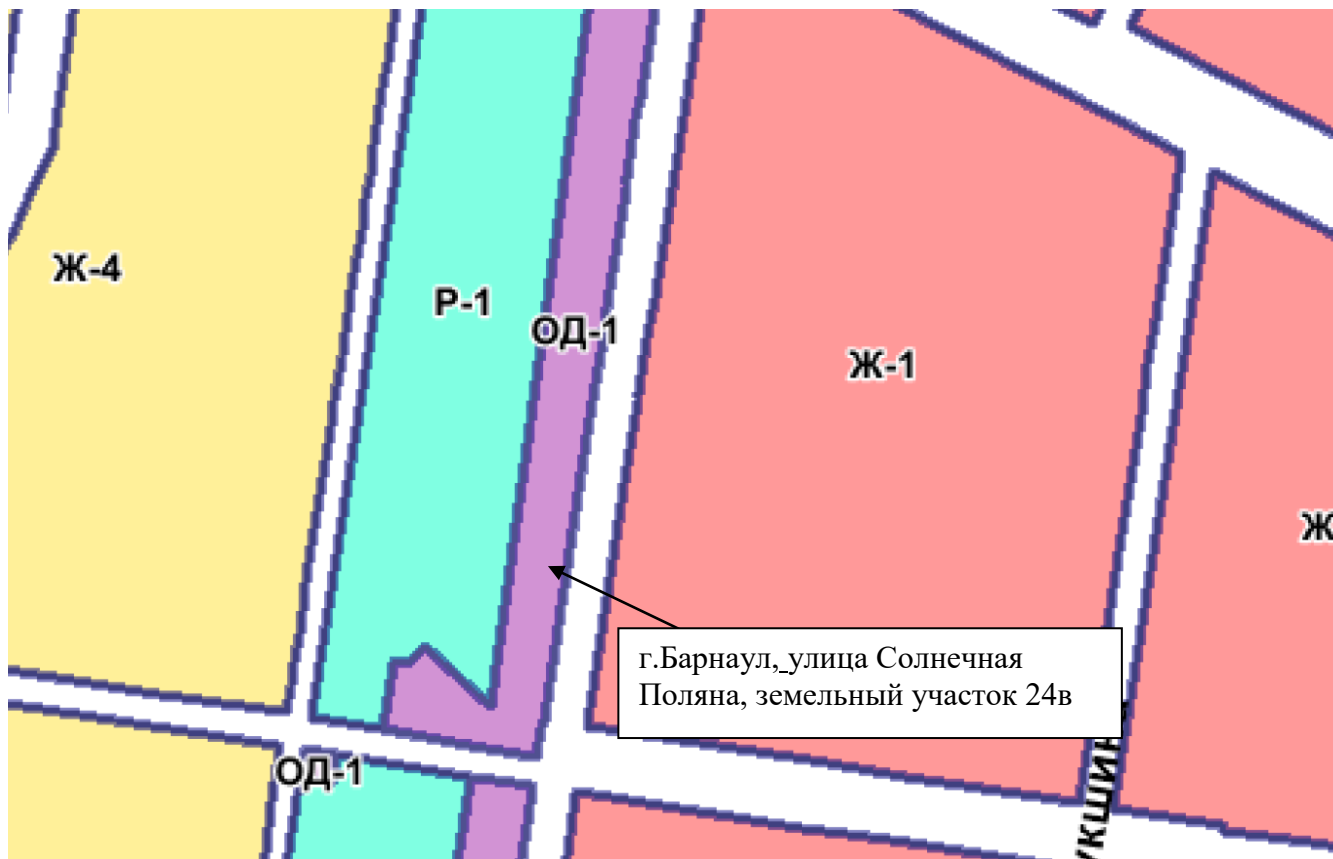 Ж-4
Р-1
ОД-1
Ж-1
Ж
г.Барнаул, улица Солнечная
Поляна, земельный участок 24в
ОД-1